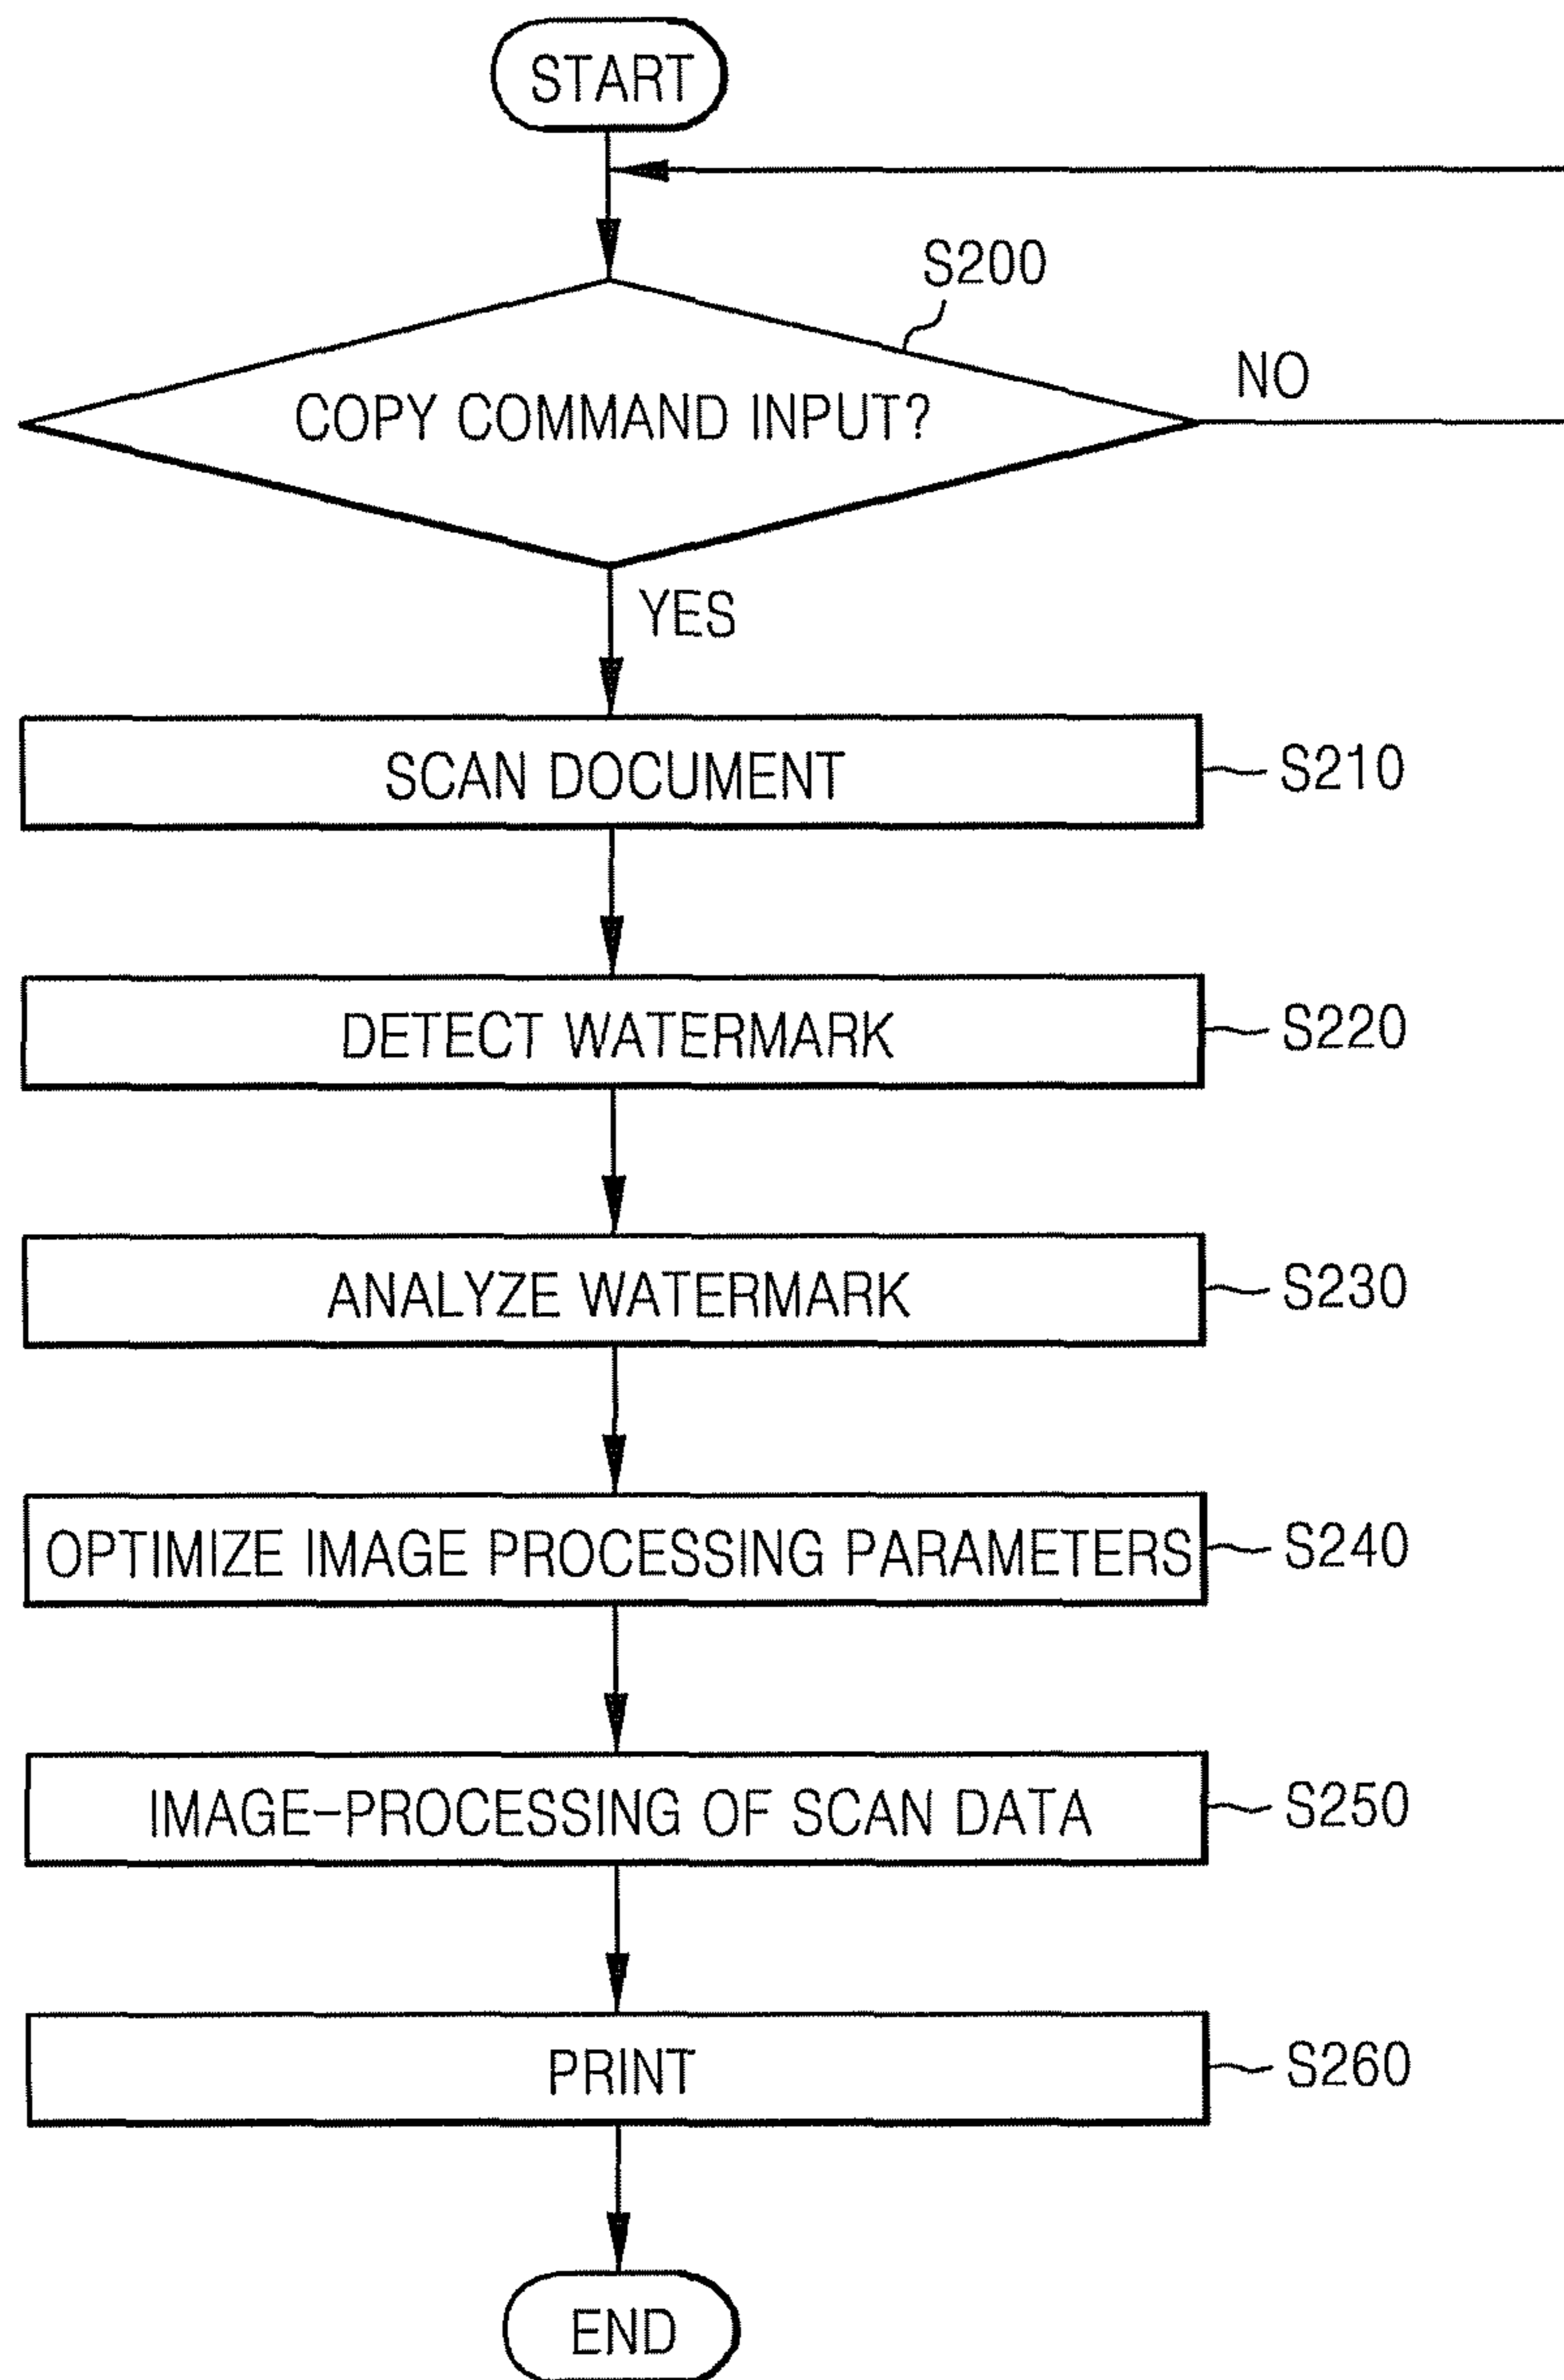 START
S200
COPY COMMAND INPUT?
NO
YES
SCAN DOCUMENT
S210
DETECT WATERMARK
S220
ANALYZE WATERMARK
S230
OPTIMIZE IMAGE PROCESSING PARAMETERS
S240
IMAGE-PROCESSING OF SCAN DATA
S250
PRINT
S260
END